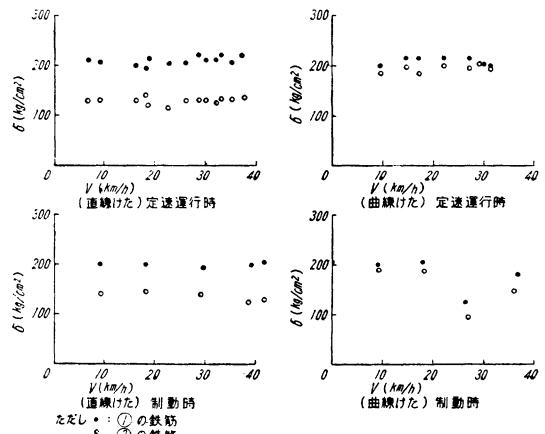 300
200
100
0
σ (kg/cm²)
0 10 20 30 40
V (km/h)
(直線けた) 定速運行時
300
200
100
0
σ (kg/cm²)
0 10 20 30 40
V (km/h)
(曲線けた) 定速運行時
300
200
100
0
σ (kg/cm²)
0 10 20 30 40
V (km/h)
(直線けた) 制動時
300
200
100
0
σ (kg/cm²)
0 10 20 30 40
V (km/h)
(曲線けた) 制動時
ただし ・: ① の鉄筋